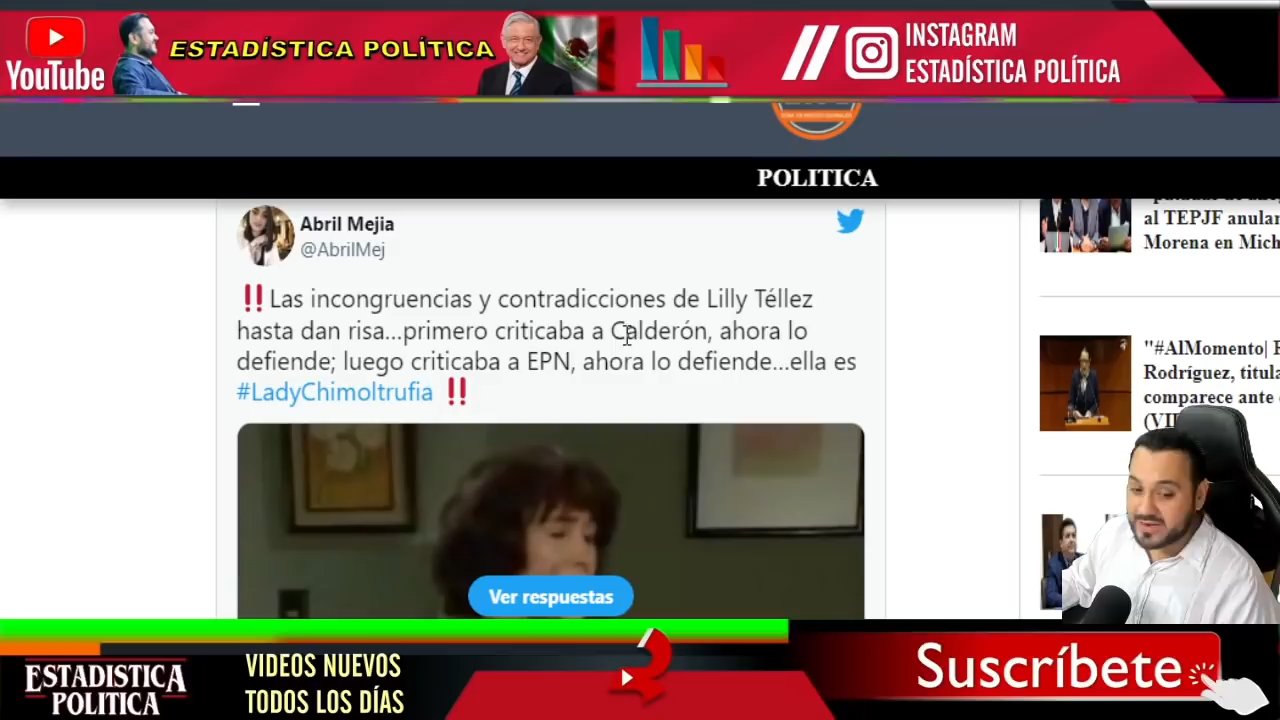 YouTube
ESTADÍSTICA POLÍTICA
INSTAGRAM
ESTADÍSTICA POLÍTICA
POLITICA
Abril Mejia
@AbrilMej
‼Las incongruencias y contradicciones de Lilly Téllez
hasta dan risa...primero criticaba a Calderón, ahora lo
defiende; luego criticaba a EPN, ahora lo defiende...ella es
#LadyChimoltrufia ‼
Ver respuestas
al TEPJF anular
Morena en Mich
"#AlMomento|
Rodríguez, titula
comparece ante
ESTADISTICA
POLÍTICA
VIDEOS NUEVOS
TODOS LOS DÍAS
Suscríbete